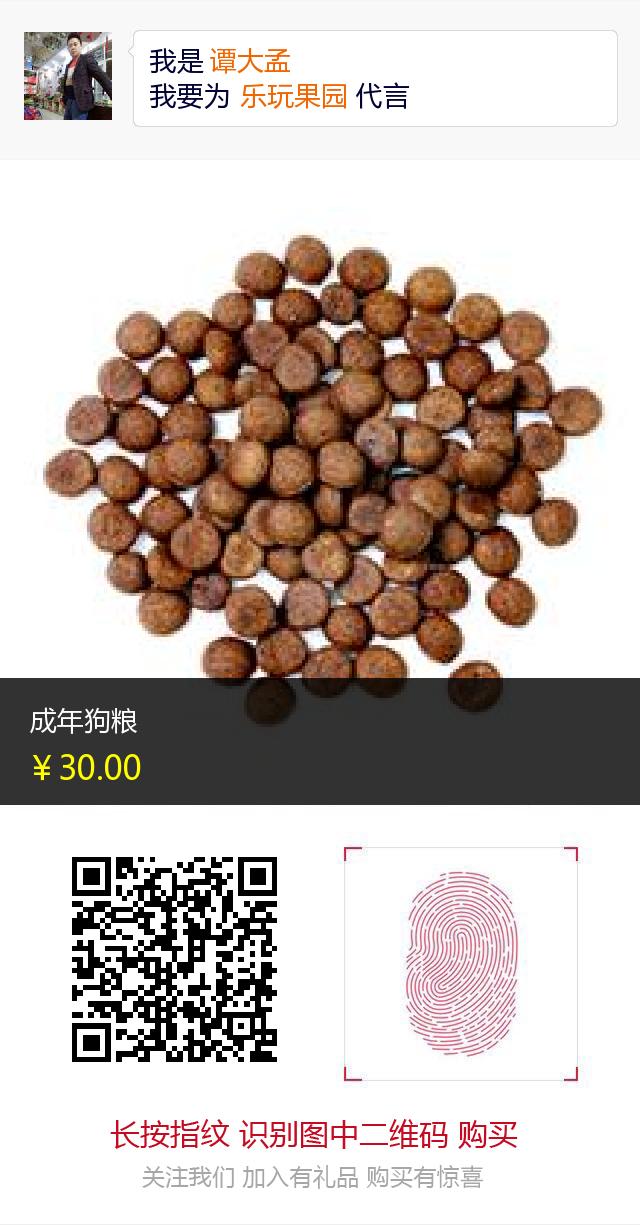 我是 谭大孟
我要为 乐玩果园 代言
成年狗粮
￥30.00
长按指纹 识别图中二维码 购买
关注我们 加入有礼品 购买有惊喜